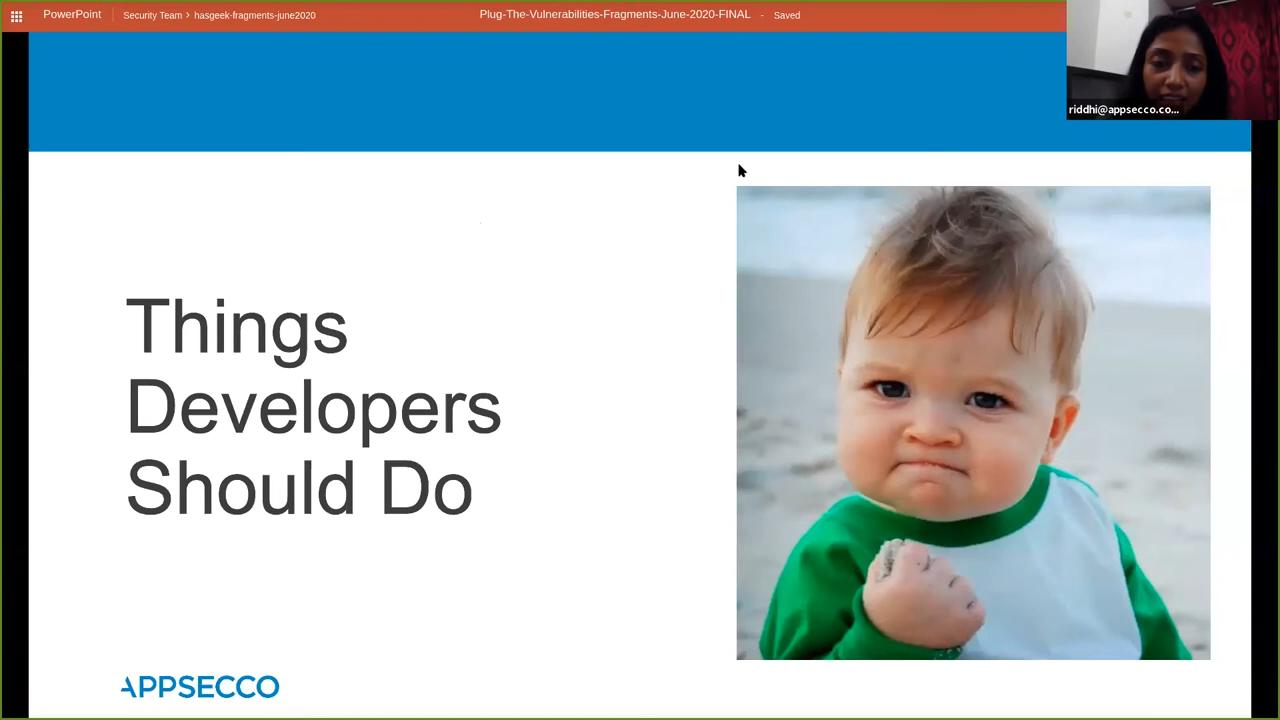 PowerPoint
Security Team > hasgeek-fragments-june2020
Plug-The-Vulnerabilities-Fragments-June-2020-FINAL - Saved
riddhi@appsecco.co...
Things
Developers
Should Do
APPSECCO